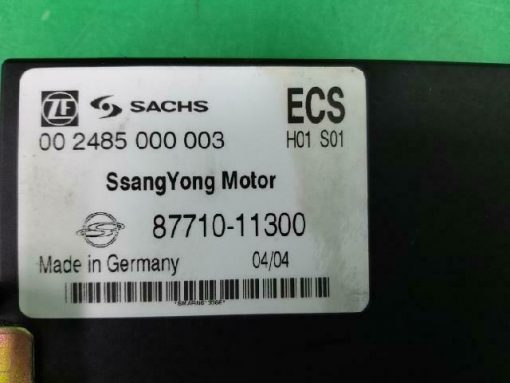 ZF SACHS ECS
00 2485 000 003 H01 S01
SsangYong Motor
87710-11300
Made in Germany 04/04